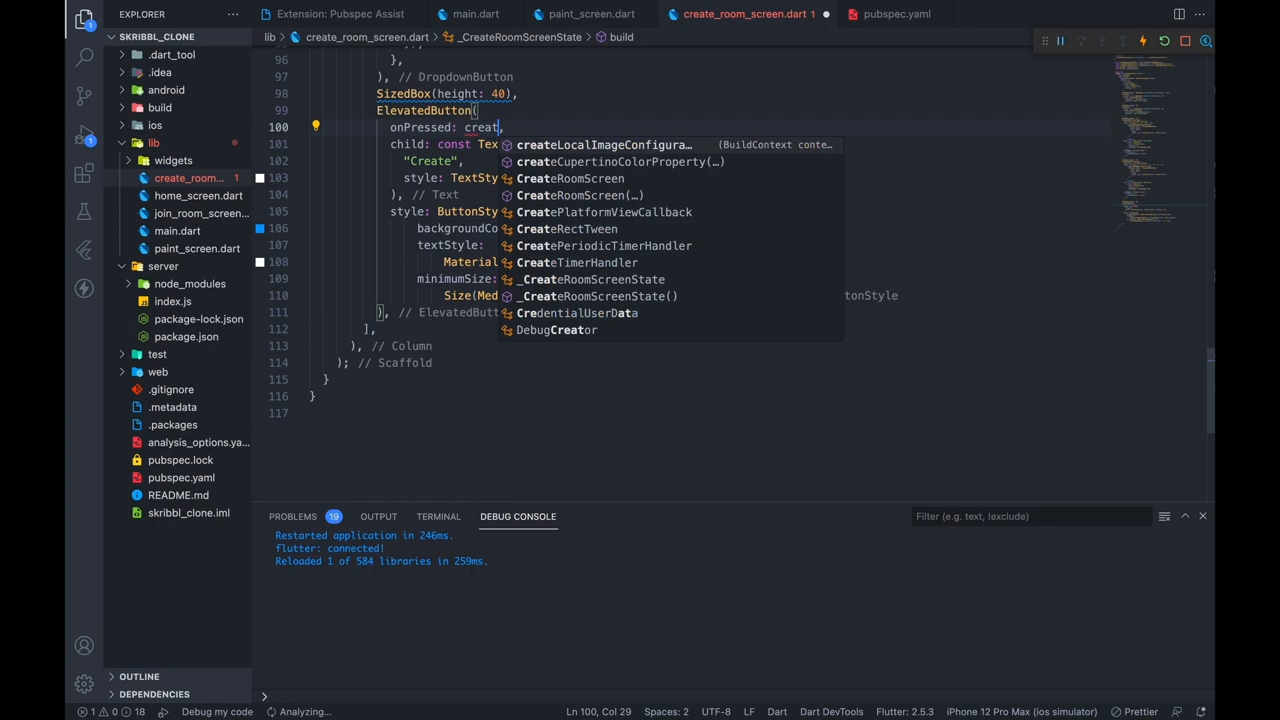 EXPLORER
Extension: Pubspec Assist
main.dart
paint_screen.dart
create_room_screen.dart 1
pubspec.yaml
SKRIBBL_CLONE
lib > create_room_screen.dart > _CreateRoomScreenState > build
.dart_tool
.idea
android
build
ios
lib
widgets
create_room... 1
home_screen.dart
join_room_screen...
main.dart
paint_screen.dart
server
node_modules
index.js
package-lock.json
package.json
test
web
.gitignore
.metadata
.packages
analysis_options.ya...
pubspec.lock
pubspec.yaml
README.md
skribbl_clone.iml
OUTLINE
DEPENDENCIES
1
1
96 },
97 ), // DropdownButton
98 SizedBox(height: 40),
99 ElevatedButton(
100 onPressed: creat,
101 child: const Tex
102 "Create",
103 style: TextSty
104 ), // Text
105 style: ButtonSty
106 backgroundCo
107 textStyle:
108 Material
109 minimumSize:
110 Size(Med tonStyle
111 ), // ElevatedButt
112 ],
113 ), // Column
114 ); // Scaffold
115 }
116 }
117
createLocalImageConfigura... (BuildContext conte...
createCupertinoColorProperty(…)
CreateRoomScreen
CreateRoomScreen(…)
CreatePlatformViewCallback
CreateRectTween
CreatePeriodicTimerHandler
CreateTimerHandler
_CreateRoomScreenState
_CreateRoomScreenState()
CredentialUserData
DebugCreator
PROBLEMS 19 OUTPUT TERMINAL DEBUG CONSOLE
Filter (e.g. text, !exclude)
Restarted application in 246ms.
flutter: connected!
Reloaded 1 of 584 libraries in 259ms.
1 0 18 Debug my code Analyzing... Ln 100, Col 29 Spaces: 2 UTF-8 LF Dart Dart DevTools Flutter: 2.5.3 iPhone 12 Pro Max (ios simulator) Prettier